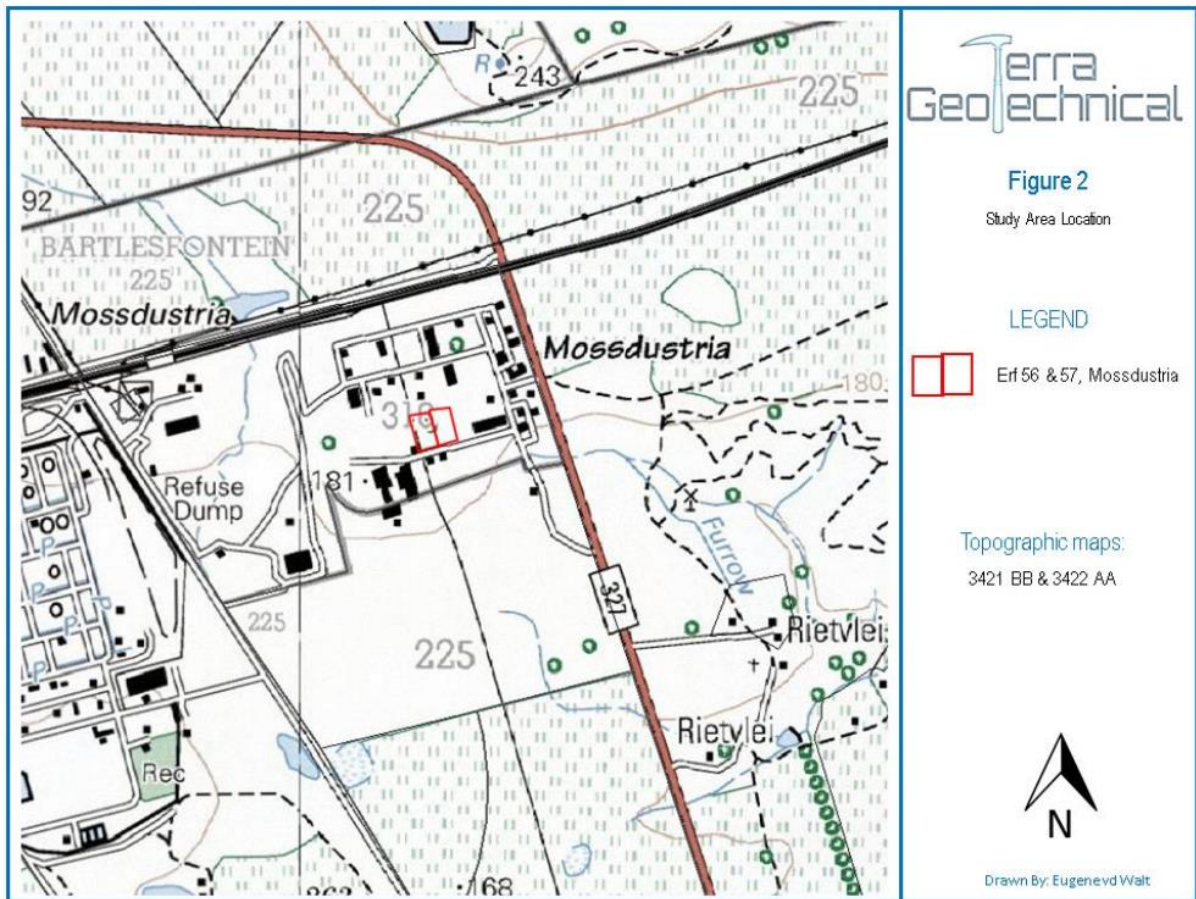 R
243
225
92
225
BARTLESFONTEIN
225
Mossdustria
Mossdustria
180
181
Refuse
Dump
Furrow
P
P
P
P
225
327
225
Rietvlei
Rietvlei
Rec
168
Terra
GeoTechnical
Figure 2
Study Area Location
LEGEND
Erf 56 & 57, Mossdustria
Topographic maps:
3421 BB & 3422 AA
N
Drawn By: Eugenevd Walt